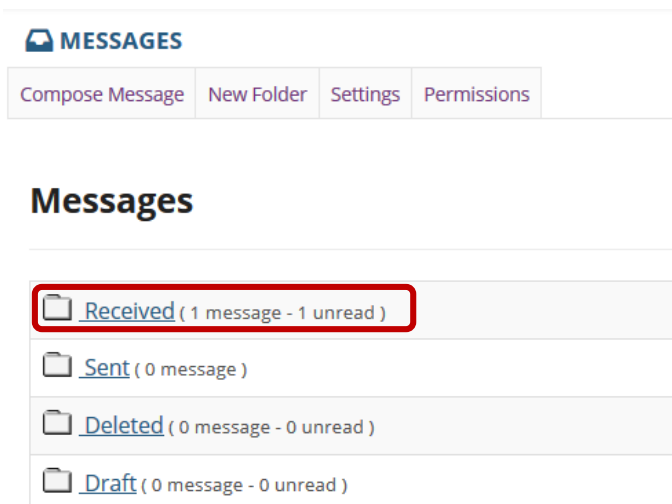 MESSAGES
Compose Message New Folder Settings Permissions
Messages
Received ( 1 message - 1 unread )
Sent ( 0 message )
Deleted ( 0 message - 0 unread )
Draft ( 0 message - 0 unread )